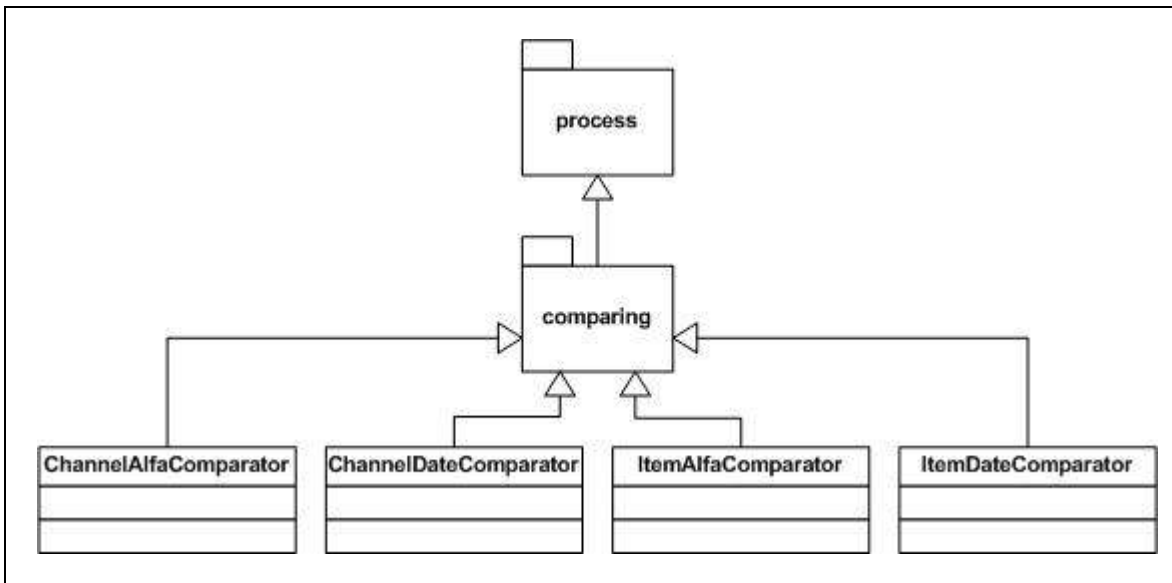 process
comparing
ChannelAlfaComparator
ChannelDateComparator
ItemAlfaComparator
ItemDateComparator